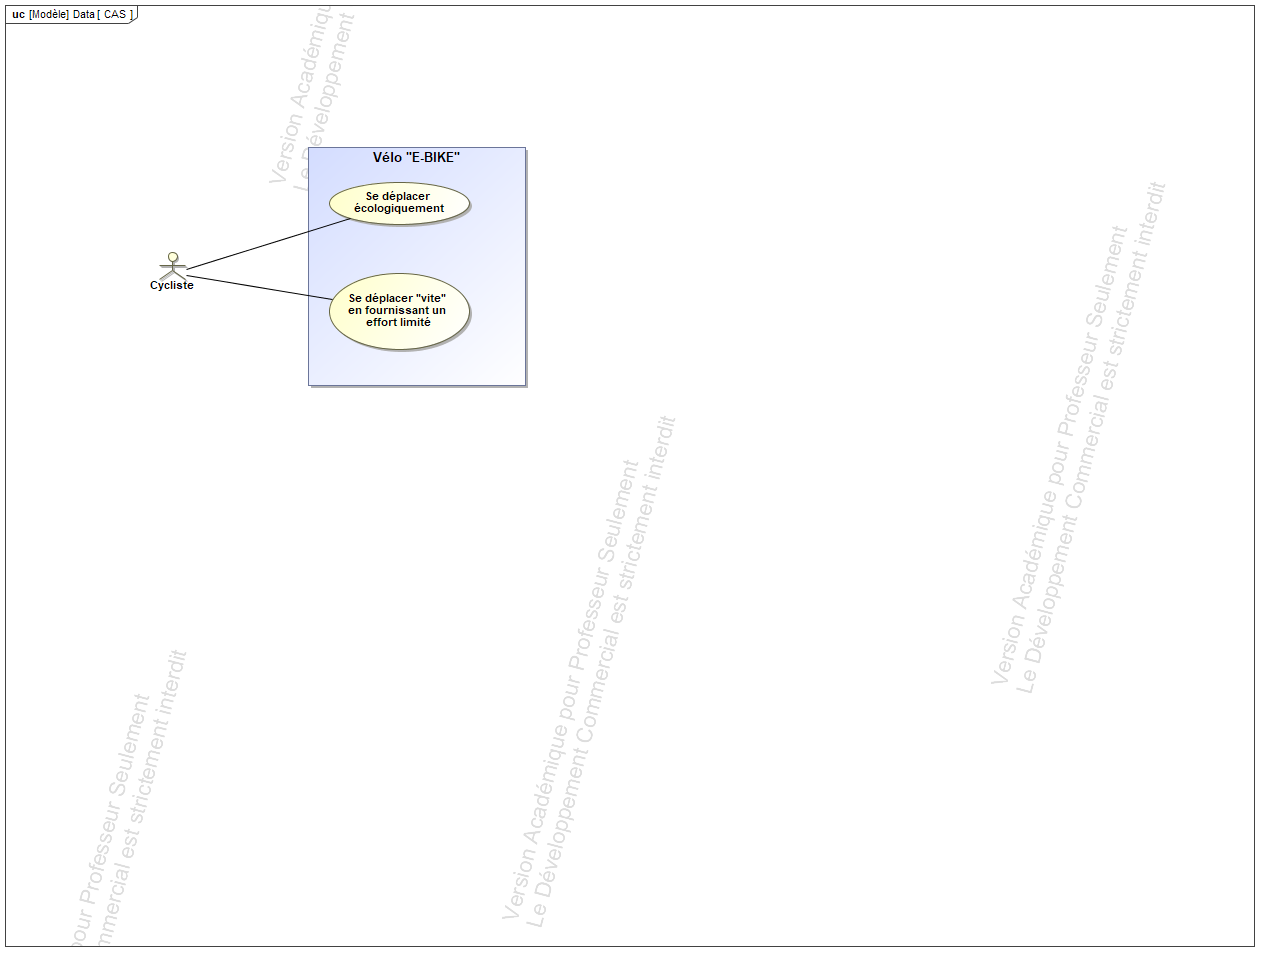 uc [Modèle] Data [ CAS ]
Version Académiqu
Le Développement
Vélo "E-BIKE"
Se déplacer
écologiquement
Cycliste
Se déplacer "vite"
en fournissant un
effort limité
Version Académique pour Professeur Seulement
Le Développement Commercial est strictement interdit
Version Académique pour Professeur Seulement
Le Développement Commercial est strictement interdit
pour Professeur Seulement
mmercial est strictement interdit